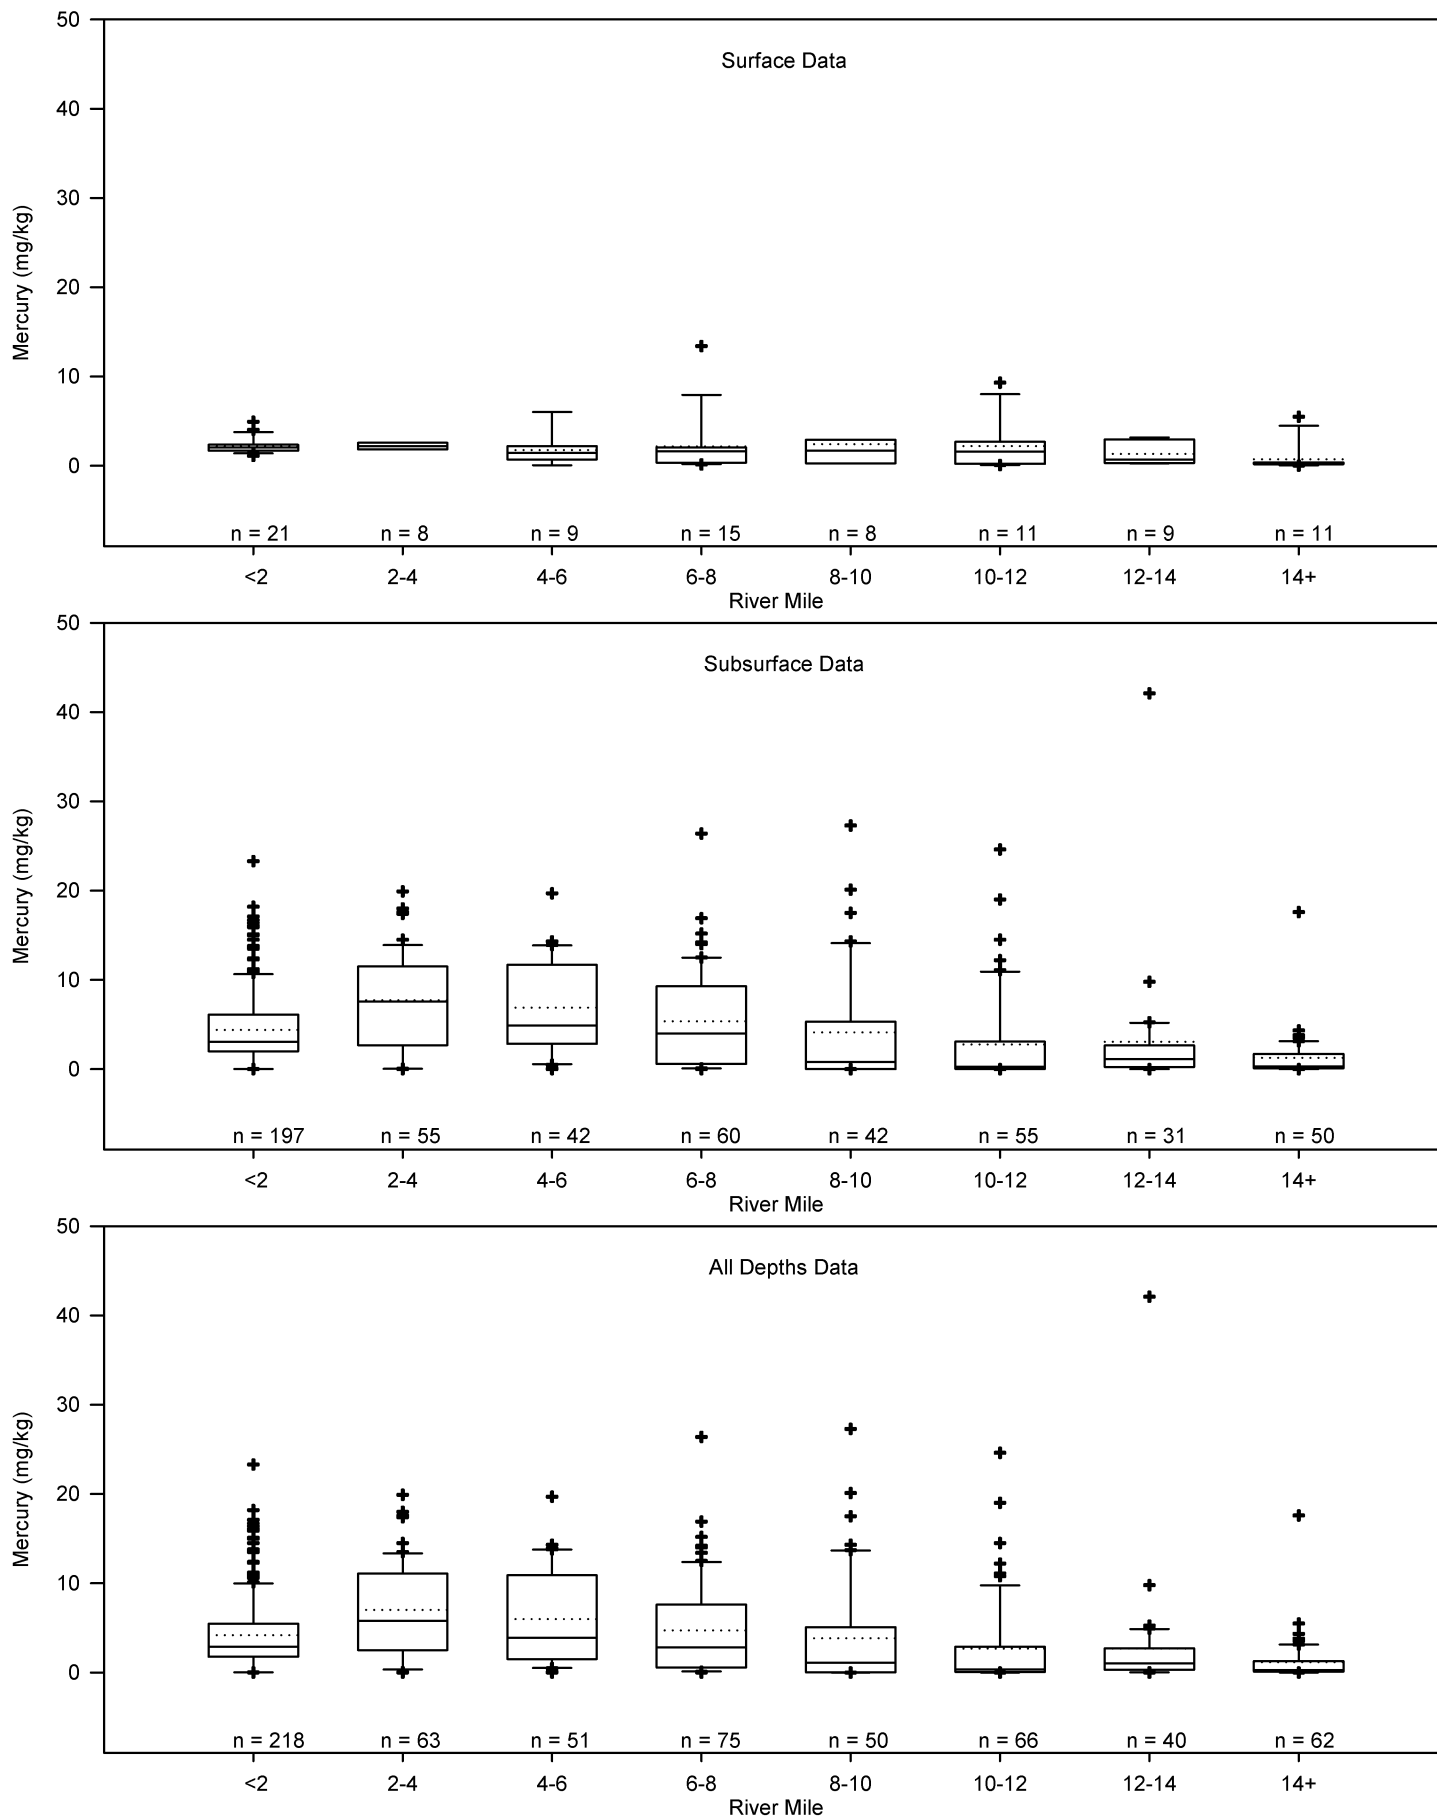 Surface Data
Mercury (mg/kg)
50
40
30
20
10
0
n = 21 n = 8 n = 9 n = 15 n = 8 n = 11 n = 9 n = 11
<2 2-4 4-6 6-8 8-10 10-12 12-14 14+
River Mile
Subsurface Data
Mercury (mg/kg)
50
40
30
20
10
0
n = 197 n = 55 n = 42 n = 60 n = 42 n = 55 n = 31 n = 50
<2 2-4 4-6 6-8 8-10 10-12 12-14 14+
River Mile
All Depths Data
Mercury (mg/kg)
50
40
30
20
10
0
n = 218 n = 63 n = 51 n = 75 n = 50 n = 66 n = 40 n = 62
<2 2-4 4-6 6-8 8-10 10-12 12-14 14+
River Mile